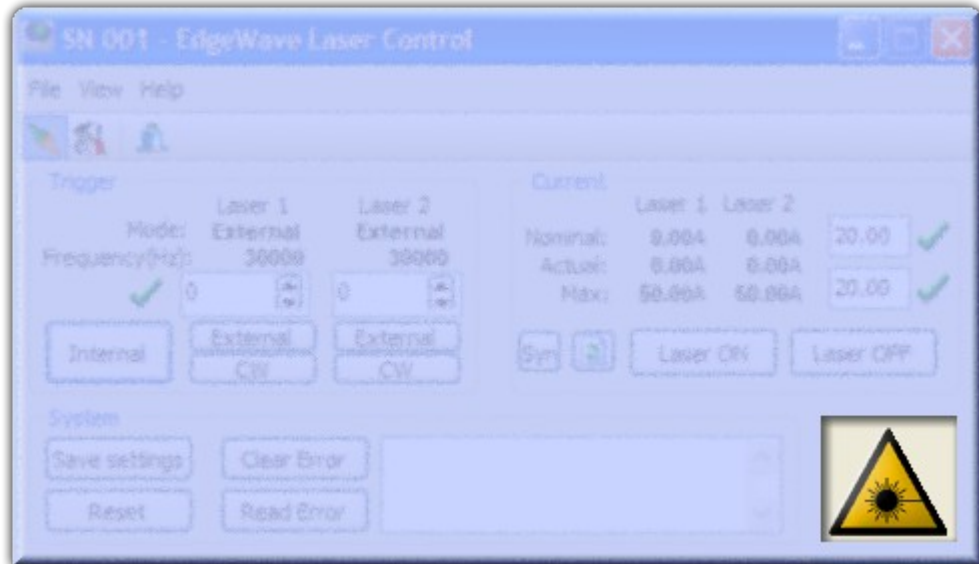 SN 001 - EdgeWave Laser Control
File View Help
Trigger
Laser 1 Laser 2
Mode: External External
Frequency(Hz): 30000 30000
0 0
Internal
External External
CW CW
Current
Laser 1 Laser 2
Nominal: 0.00A 0.00A 20.00
Actual: 0.00A 0.00A
Max: 50.00A 50.00A 20.00
Syn Laser ON Laser OFF
System
Save settings Clear Error
Reset Read Error